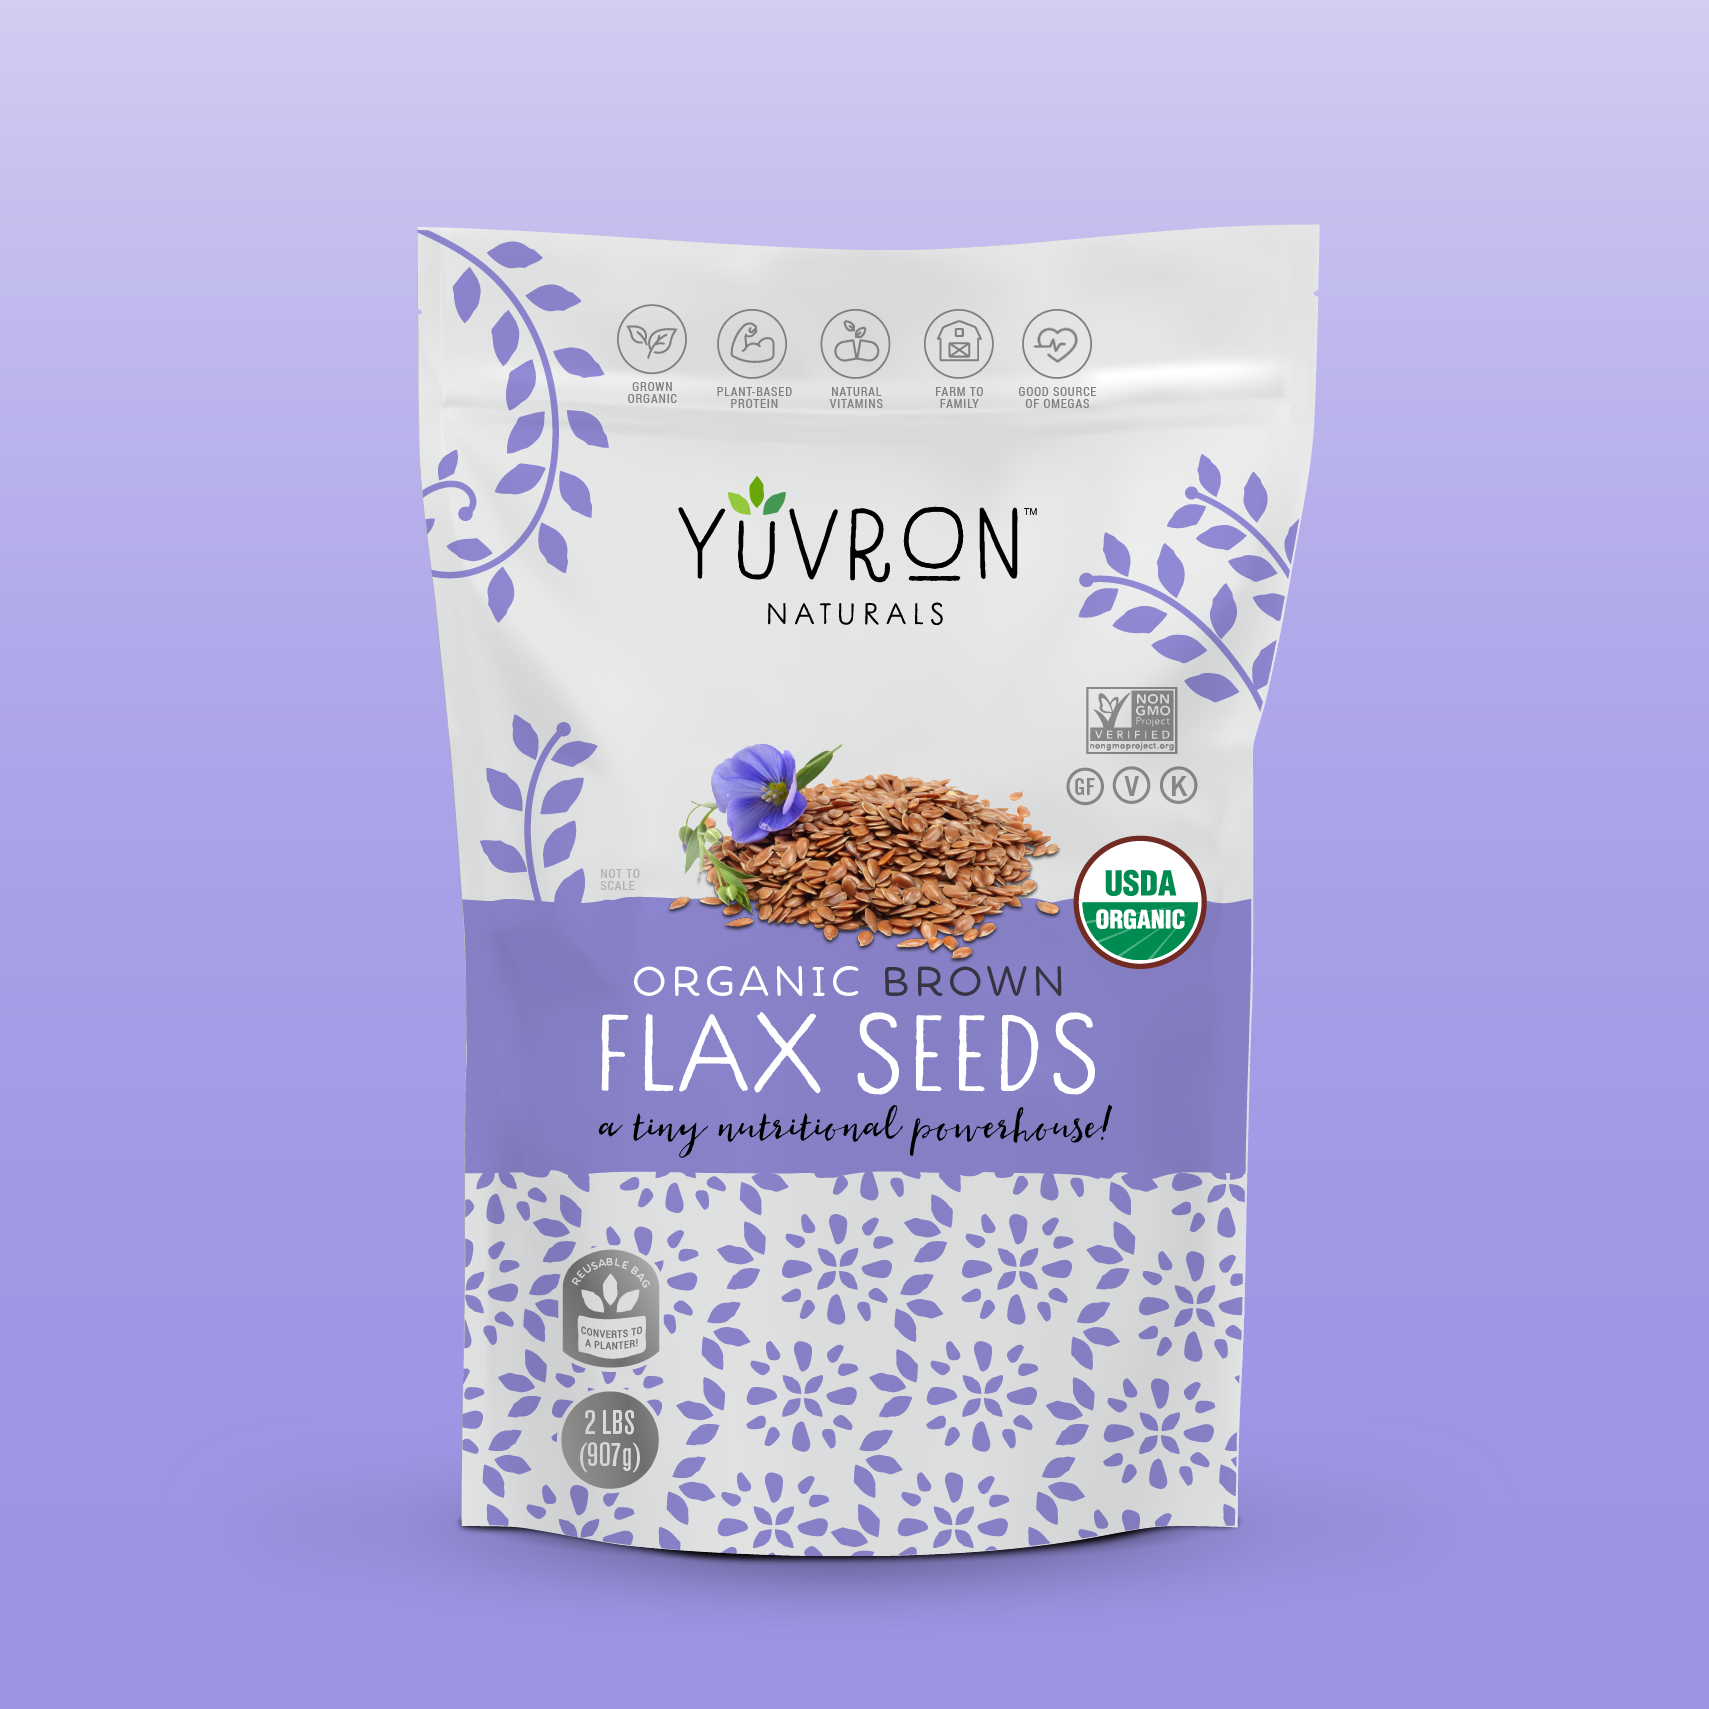 GROWN
ORGANIC
PLANT-BASED
PROTEIN
NATURAL
VITAMINS
FARM TO
FAMILY
GOOD SOURCE
OF OMEGAS
YUVRON™
NATURALS
NON
GMO
Project
VERIFIED
nongmoproject.org
GF V K
NOT TO
SCALE
USDA
ORGANIC
ORGANIC BROWN
FLAX SEEDS
a tiny nutritional powerhouse!
REUSABLE BAG
CONVERTS TO
A PLANTER!
2 LBS
(907g)